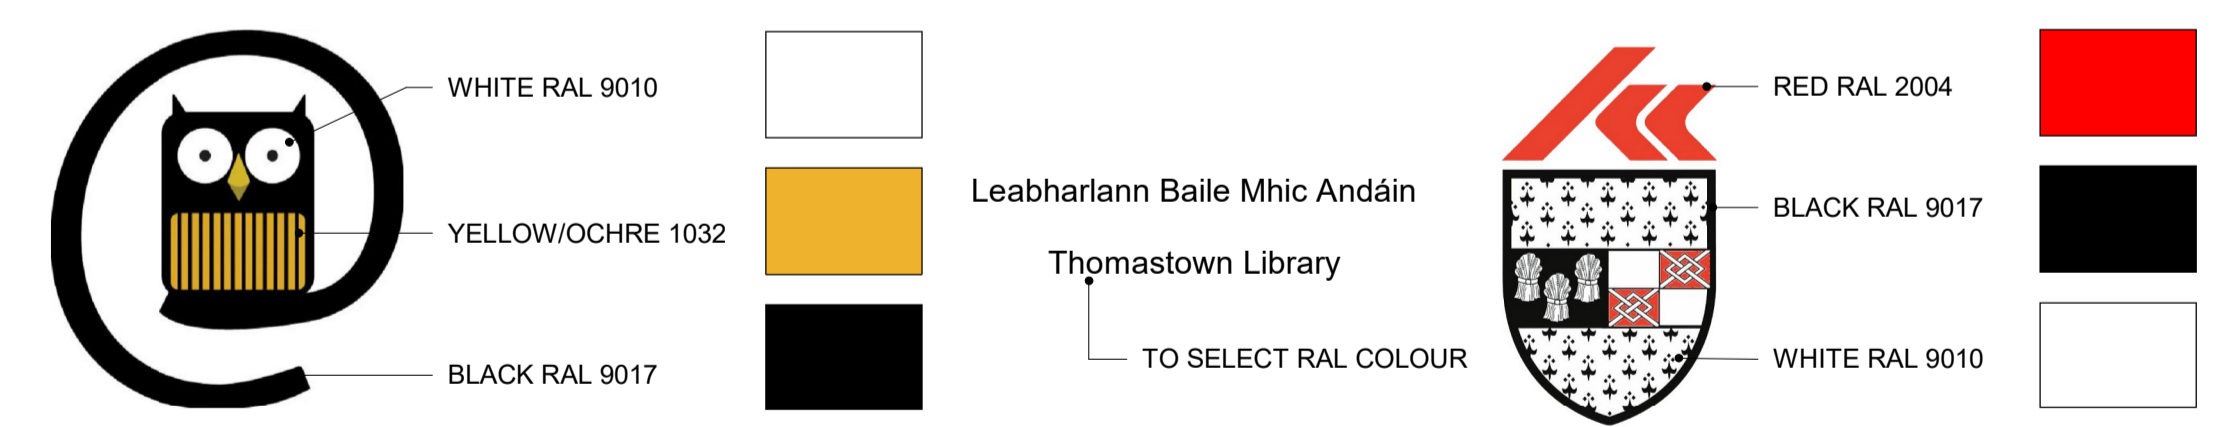 WHITE RAL 9010
YELLOW/OCHRE 1032
BLACK RAL 9017
Leabharlann Baile Mhic Andáin
Thomastown Library
TO SELECT RAL COLOUR
RED RAL 2004
BLACK RAL 9017
WHITE RAL 9010